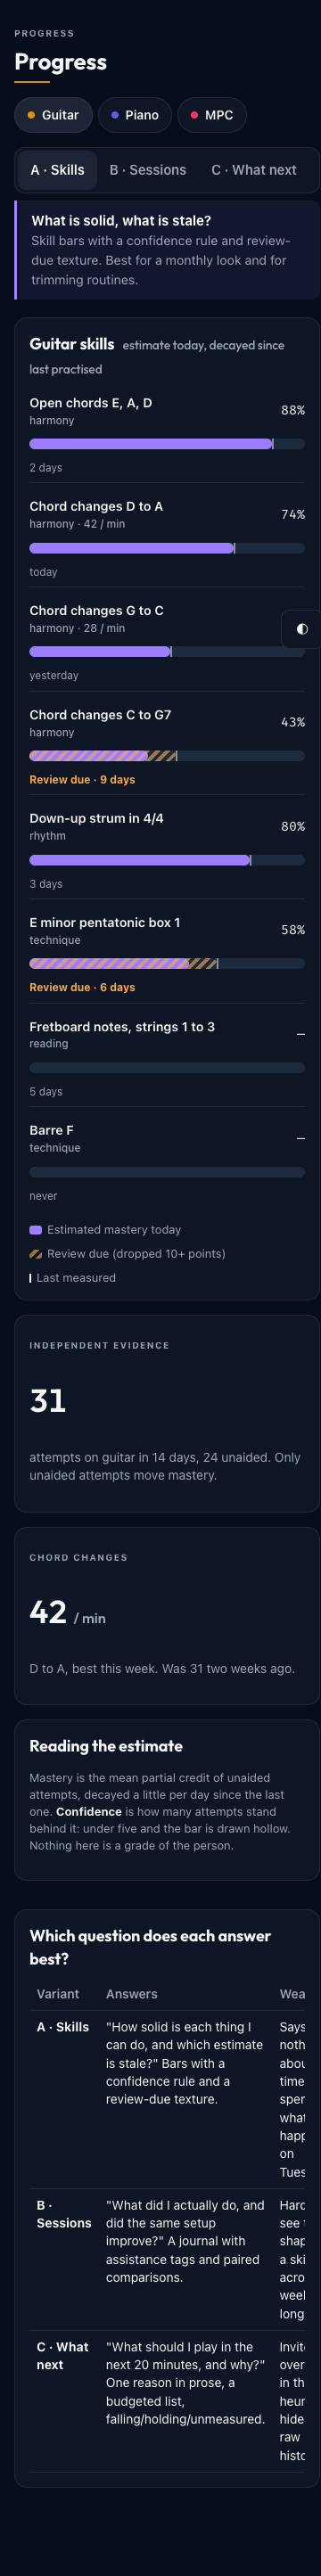 PROGRESS
Progress
Guitar
Piano
MPC
A · Skills
B · Sessions
C · What next
What is solid, what is stale?
Skill bars with a confidence rule and review-
due texture. Best for a monthly look and for
trimming routines.
Guitar skills estimate today, decayed since
last practised
Open chords E, A, D
88%
harmony
2 days
Chord changes D to A
74%
harmony · 42 / min
today
Chord changes G to C
harmony · 28 / min
yesterday
Chord changes C to G7
43%
harmony
Review due · 9 days
Down-up strum in 4/4
80%
rhythm
3 days
E minor pentatonic box 1
58%
technique
Review due · 6 days
Fretboard notes, strings 1 to 3
—
reading
5 days
Barre F
—
technique
never
Estimated mastery today
Review due (dropped 10+ points)
Last measured
INDEPENDENT EVIDENCE
31
attempts on guitar in 14 days, 24 unaided. Only
unaided attempts move mastery.
CHORD CHANGES
42 / min
D to A, best this week. Was 31 two weeks ago.
Reading the estimate
Mastery is the mean partial credit of unaided
attempts, decayed a little per day since the last
one. Confidence is how many attempts stand
behind it: under five and the bar is drawn hollow.
Nothing here is a grade of the personal.
Which question does each answer
best?
Variant
Answers
A · Skills
"How solid is each thing I
can do, and which estimate
is stale?" Bars with a
confidence rule and a
review-due texture.
Says
on
B ·
Sessions
"What did I actually do, and
did the same setup
improve?" A journal with
assistance tags and paired
comparisons.
a ski
long
C · What
next
"What should I play in the
next 20 minutes, and why?"
One reason in prose, a
budgeted list,
falling/holding/unmeasured.
over
in th
hide
raw